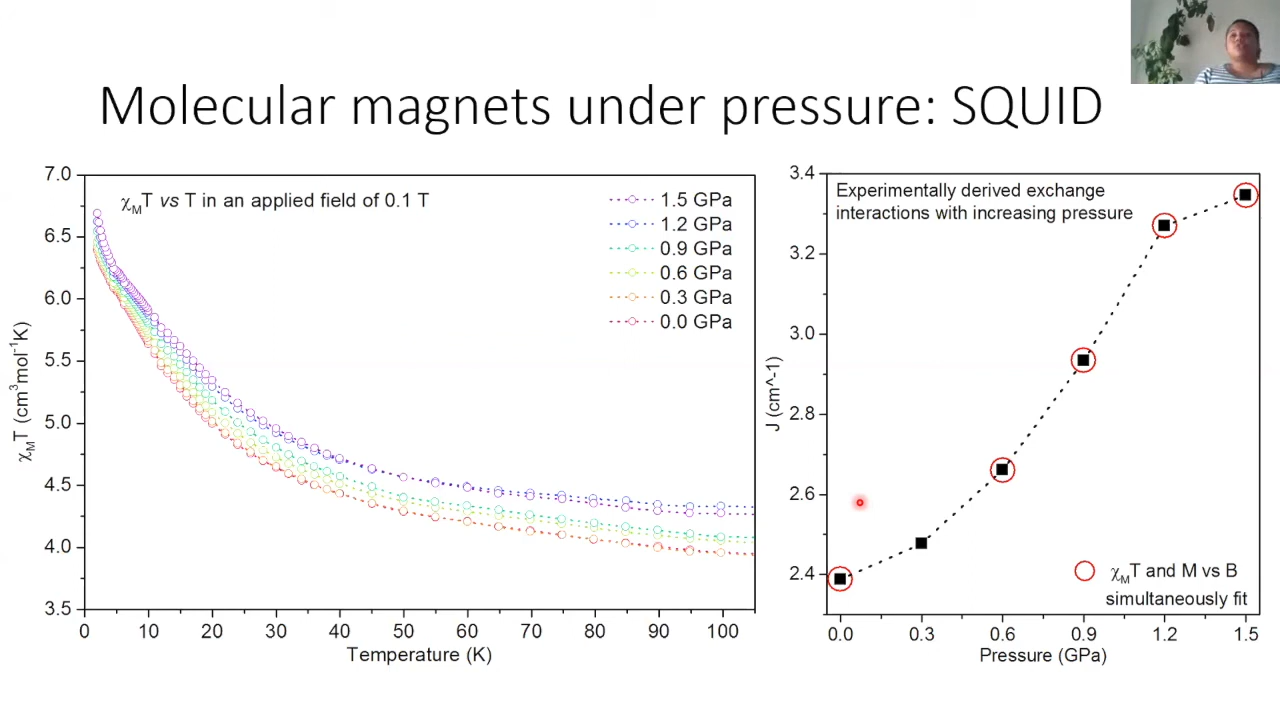 Molecular magnets under pressure: SQUID
χMT vs T in an applied field of 0.1 T
1.5 GPa
1.2 GPa
0.9 GPa
0.6 GPa
0.3 GPa
0.0 GPa
χMT (cm3mol-1K)
7.0
6.5
6.0
5.5
5.0
4.5
4.0
3.5
0 10 20 30 40 50 60 70 80 90 100
Temperature (K)
Experimentally derived exchange
interactions with increasing pressure
J (cm^-1)
3.4
3.2
3.0
2.8
2.6
2.4
χMT and M vs B
simultaneously fit
0.0 0.3 0.6 0.9 1.2 1.5
Pressure (GPa)